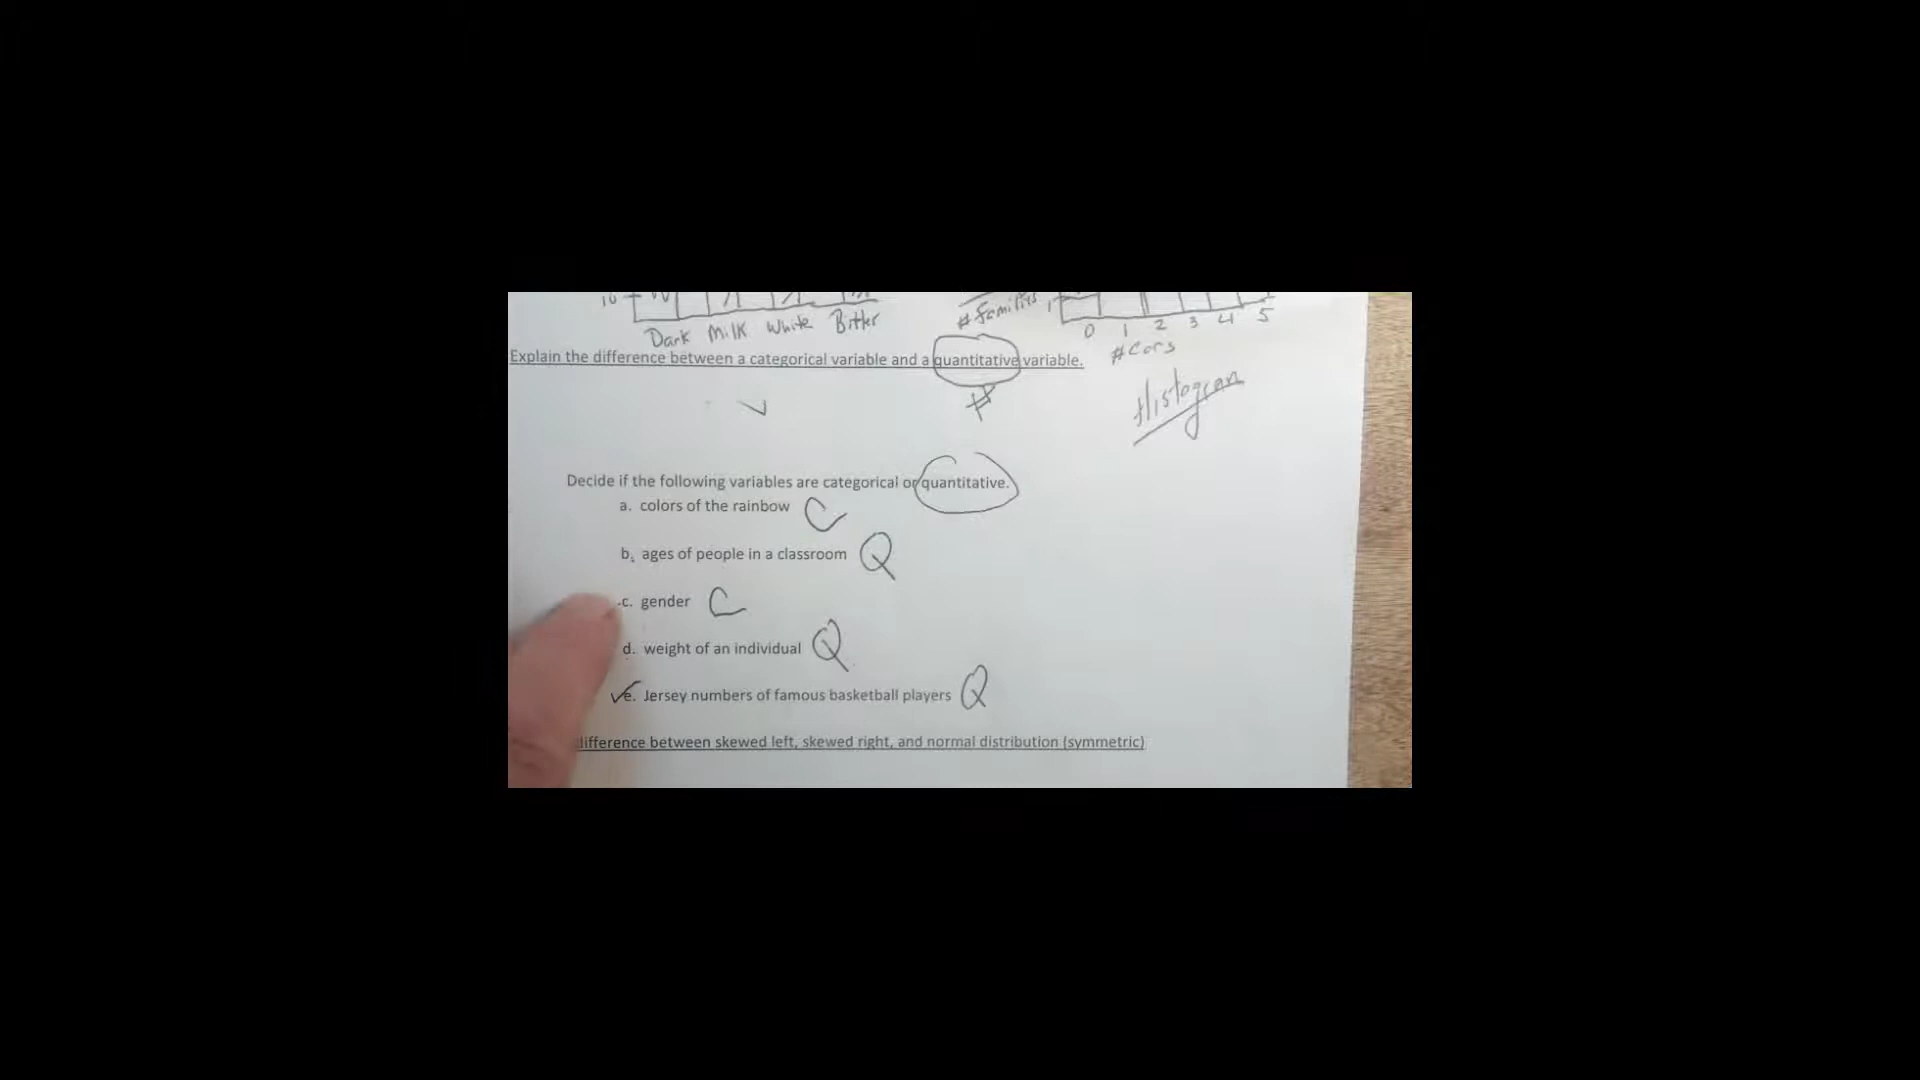 10
Dark Milk White Bitter
# families 1
0 1 2 3 4 5
# Cars
Explain the difference between a categorical variable and a quantitative variable.
#
Histogram
Decide if the following variables are categorical or quantitative.
a. colors of the rainbow C
b. ages of people in a classroom Q
c. gender C
d. weight of an individual Q
e. Jersey numbers of famous basketball players Q
difference between skewed left, skewed right, and normal distribution (symmetric)